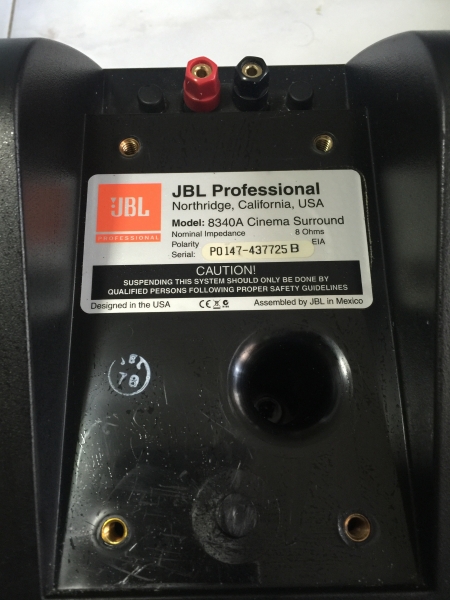 JBL
PROFESSIONAL
JBL Professional
Northridge, California, USA
Model: 8340A Cinema Surround
Nominal Impedance 8 Ohms
Polarity EIA
Serial: P0147-437725 B
CAUTION!
SUSPENDING THIS SYSTEM SHOULD ONLY BE DONE BY
QUALIFIED PERSONS FOLLOWING PROPER SAFETY GUIDELINES
Designed in the USA CE Assembled by JBL in Mexico